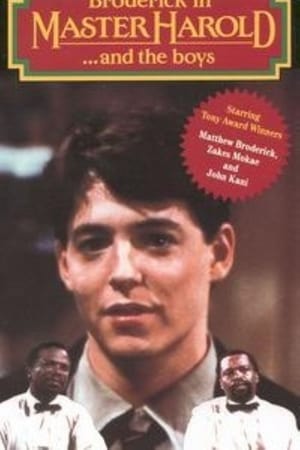 Broderick in
MASTER HAROLD
...and the boys
Starring
Tony Award Winners
Matthew Broderick,
Zakes Mokae
and
John Kani